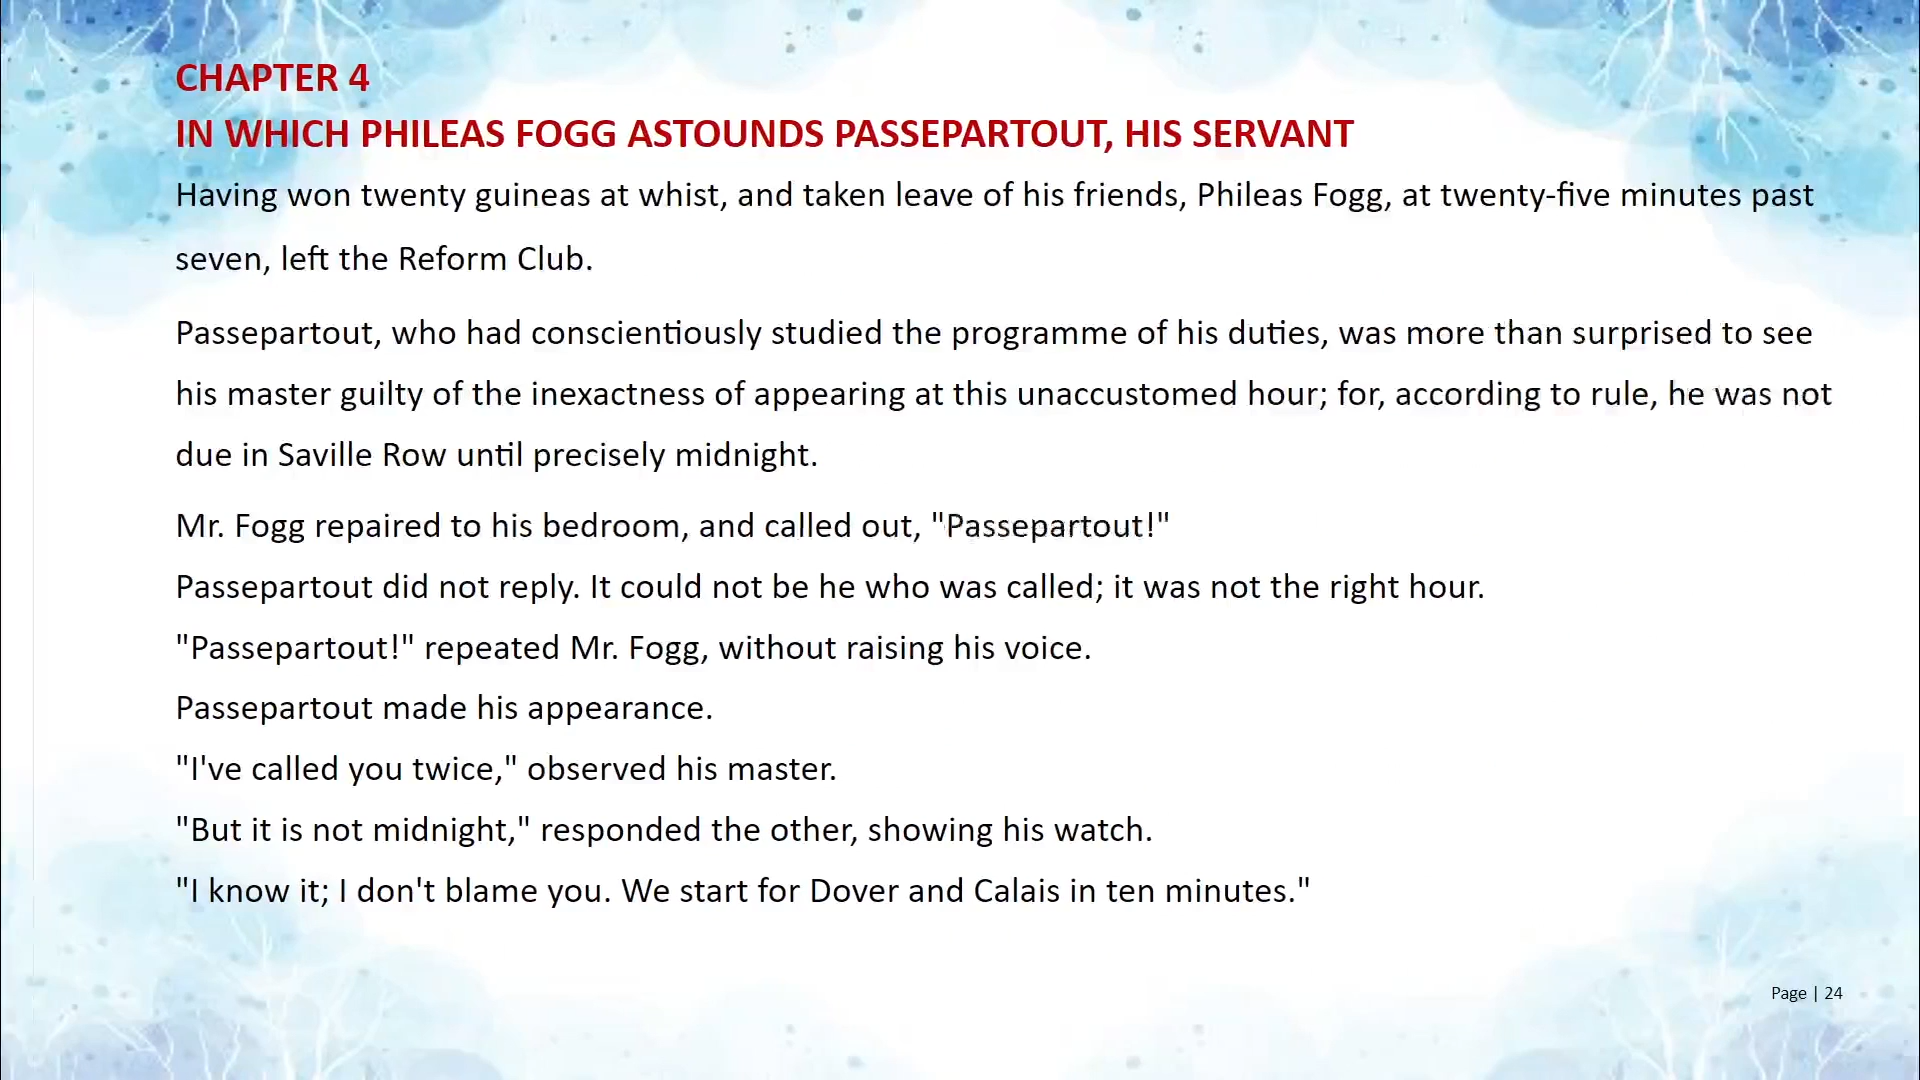 CHAPTER 4
IN WHICH PHILEAS FOGG ASTOUNDS PASSEPARTOUT, HIS SERVANT
Having won twenty guineas at whist, and taken leave of his friends, Phileas Fogg, at twenty-five minutes past
seven, left the Reform Club.
Passepartout, who had conscientiously studied the programme of his duties, was more than surprised to see
his master guilty of the inexactness of appearing at this unaccustomed hour; for, according to rule, he was not
due in Saville Row until precisely midnight.
Mr. Fogg repaired to his bedroom, and called out, "Passepartout!"
Passepartout did not reply. It could not be he who was called; it was not the right hour.
"Passepartout!" repeated Mr. Fogg, without raising his voice.
Passepartout made his appearance.
"I've called you twice," observed his master.
"But it is not midnight," responded the other, showing his watch.
"I know it; I don't blame you. We start for Dover and Calais in ten minutes."
Page | 24